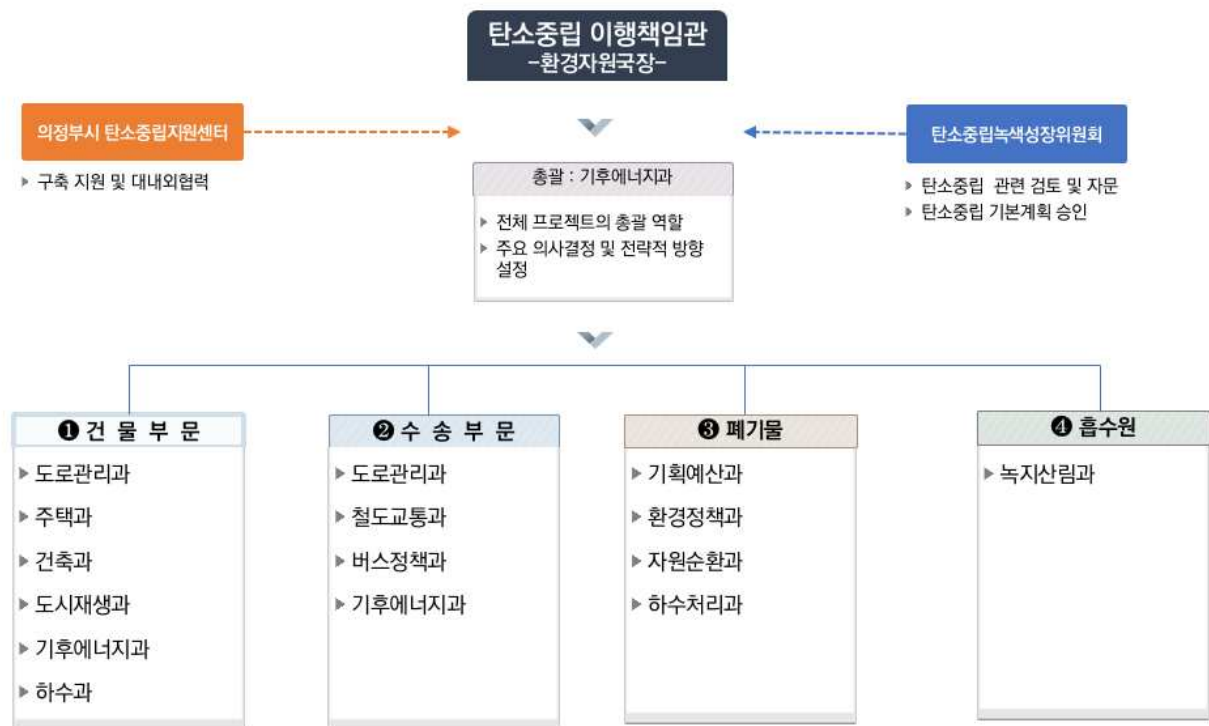 탄소중립 이행책임관
-환경자원국장-
의정부시 탄소중립지원센터
▶ 구축 지원 및 대내외협력
탄소중립녹색성장위원회
▶ 탄소중립 관련 검토 및 자문
▶ 탄소중립 기본계획 승인
총괄 : 기후에너지과
▶ 전체 프로젝트의 총괄 역할
▶ 주요 의사결정 및 전략적 방향
설정
❶ 건 물 부 문
▶ 도로관리과
▶ 주택과
▶ 건축과
▶ 도시재생과
▶ 기후에너지과
▶ 하수과
❷ 수 송 부 문
▶ 도로관리과
▶ 철도교통과
▶ 버스정책과
▶ 기후에너지과
❸ 폐기물
▶ 기획예산과
▶ 환경정책과
▶ 자원순환과
▶ 하수처리과
❹ 흡수원
▶ 녹지산림과